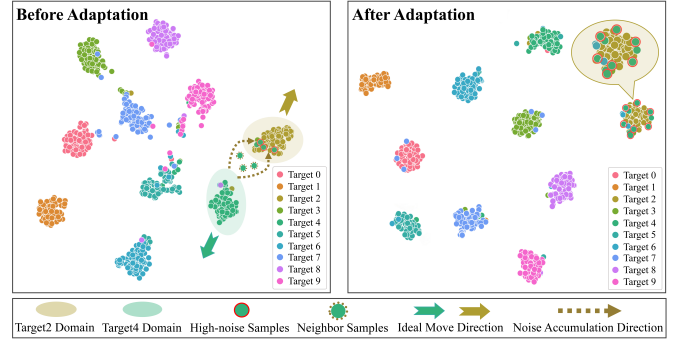 Before Adaptation
Target 0
Target 1
Target 2
Target 3
Target 4
Target 5
Target 6
Target 7
Target 8
Target 9
After Adaptation
Target 0
Target 1
Target 2
Target 3
Target 4
Target 5
Target 6
Target 7
Target 8
Target 9
Target2 Domain
Target4 Domain
High-noise Samples
Neighbor Samples
Ideal Move Direction
Noise Accumulation Direction